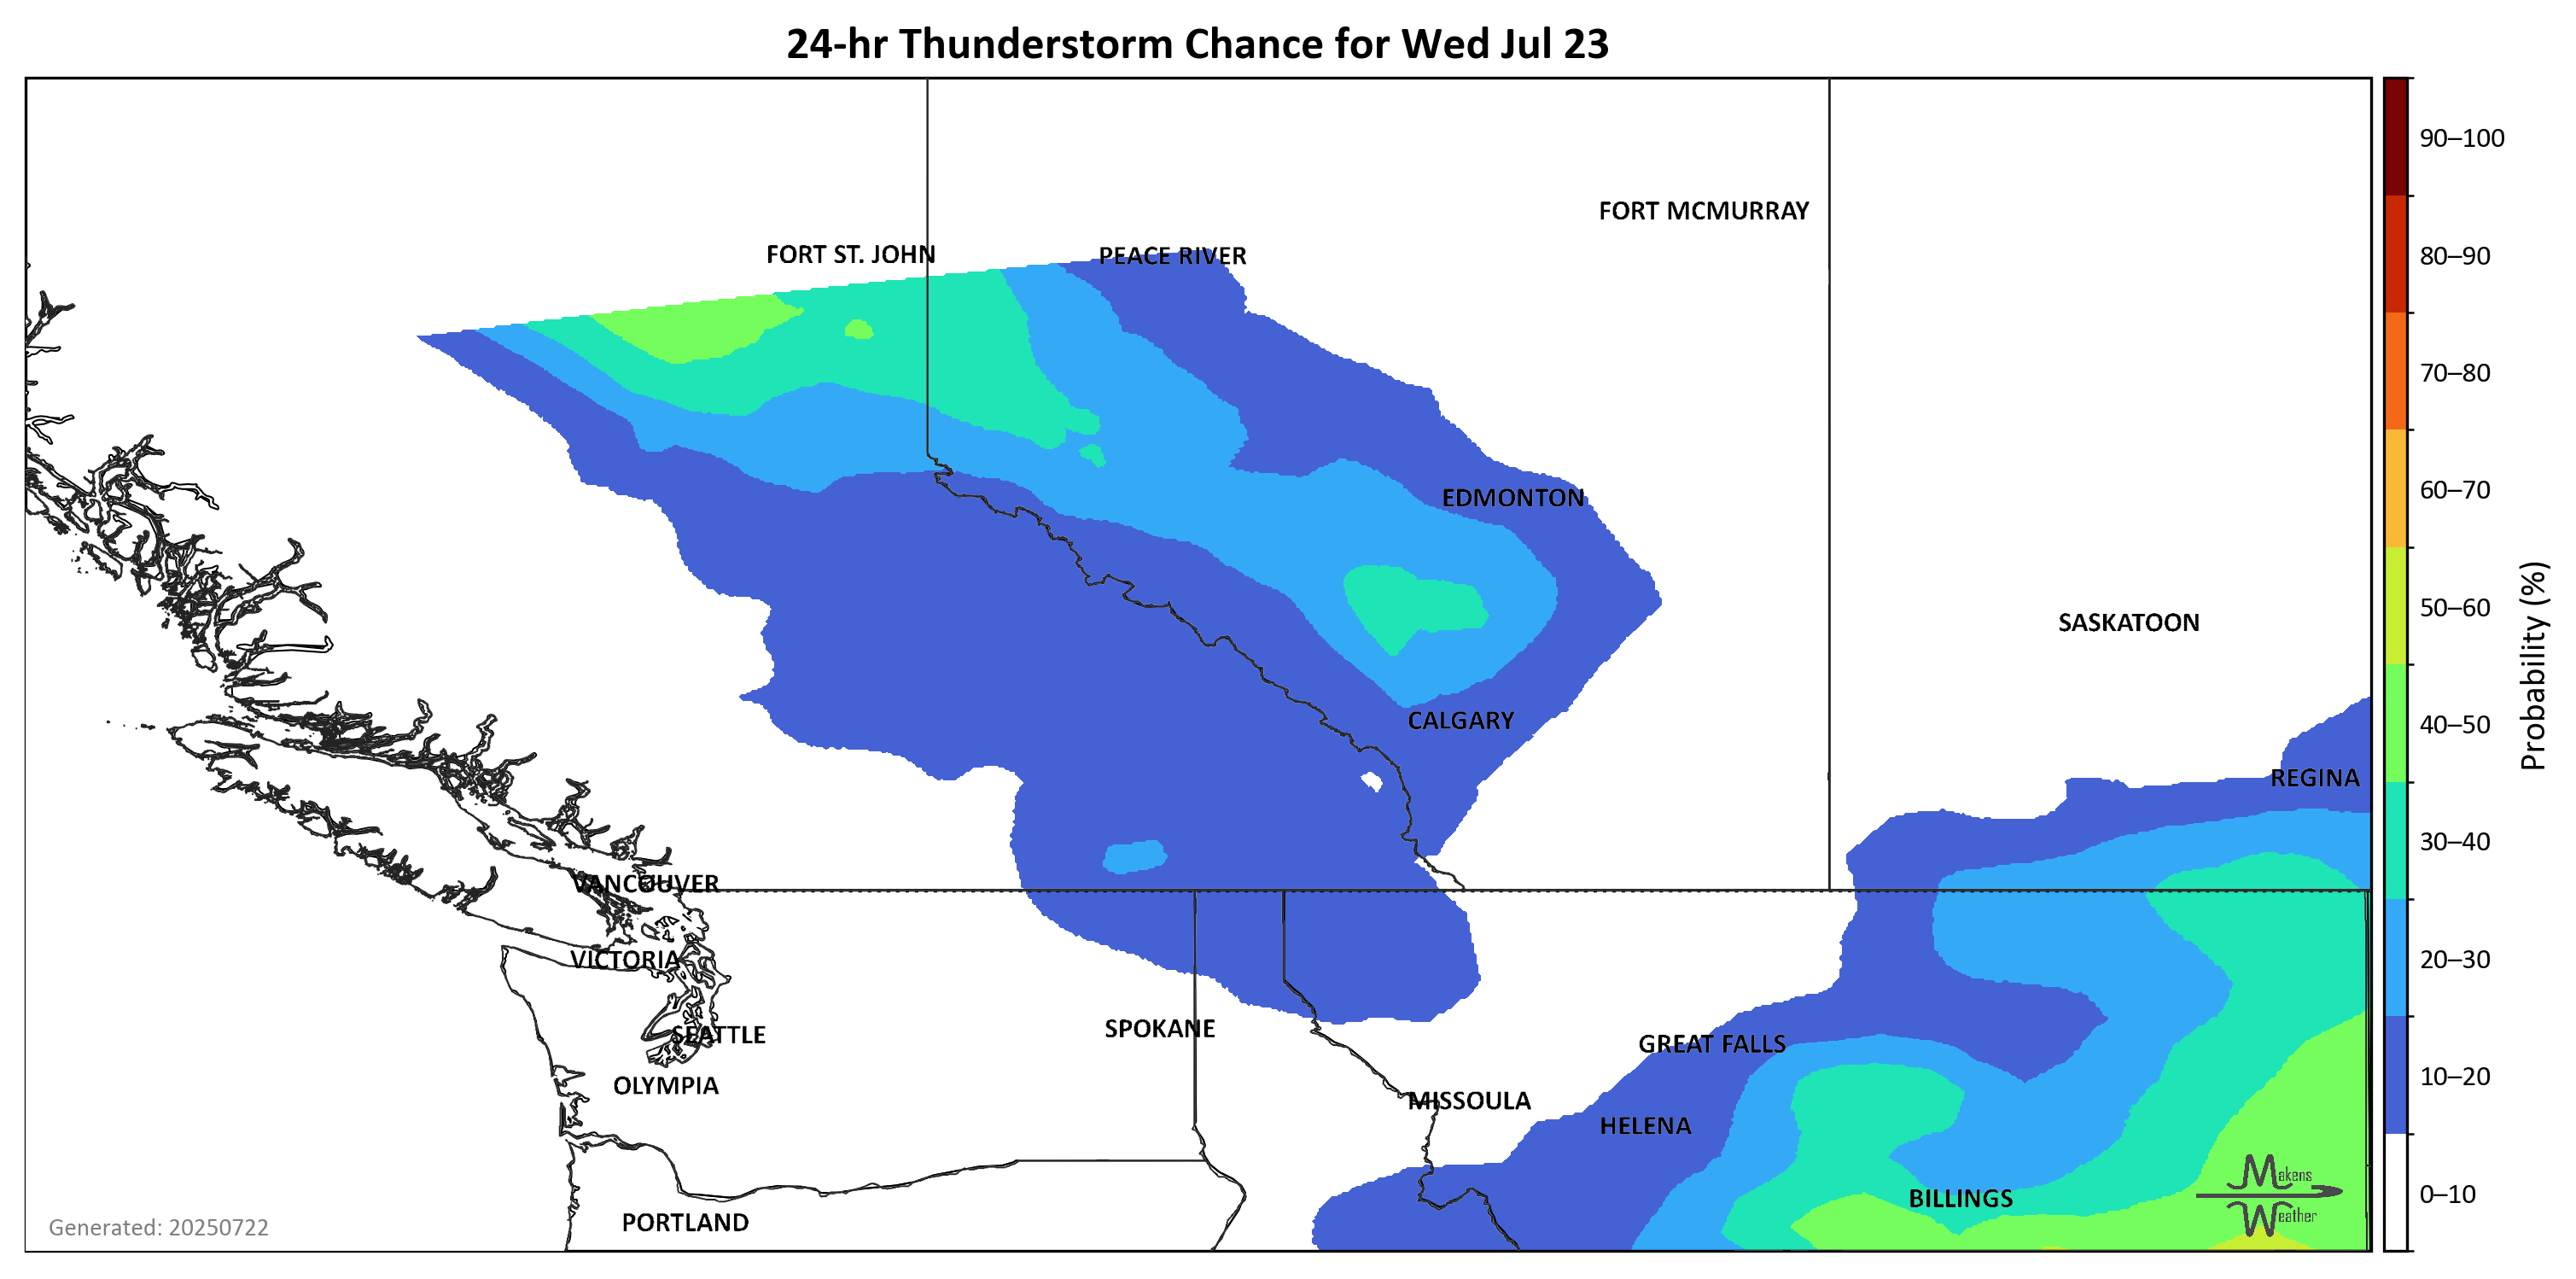 24-hr Thunderstorm Chance for Wed Jul 23
90–100
FORT MCMURRAY
FORT ST. JOHN
PEACE RIVER
80–90
70–80
60–70
EDMONTON
50–60
SASKATOON
Probability (%)
CALGARY
40–50
REGINA
30–40
VANCOUVER
VICTORIA
20–30
SPOKANE
SEATTLE
GREAT FALLS
10–20
OLYMPIA
MISSOULA
HELENA
Makens
Weather
0–10
BILLINGS
PORTLAND
Generated: 20250722